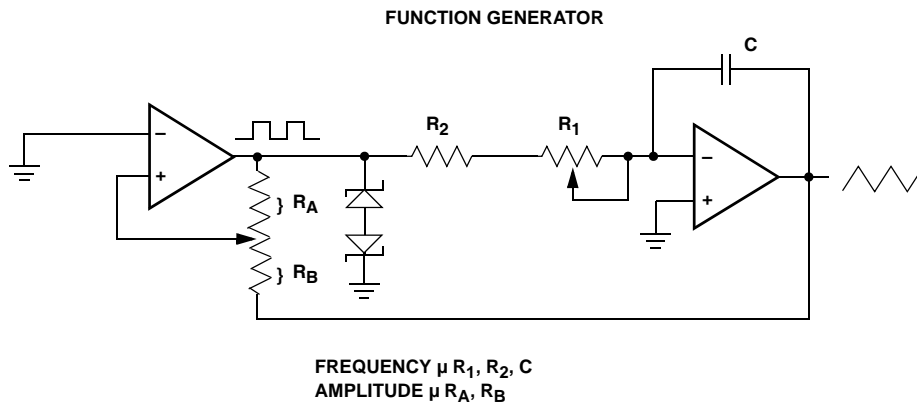 FUNCTION GENERATOR
C
R2
R1
−
+
RA
RB
−
+
} 
}
FREQUENCY µ R1, R2, C
AMPLITUDE µ RA, RB